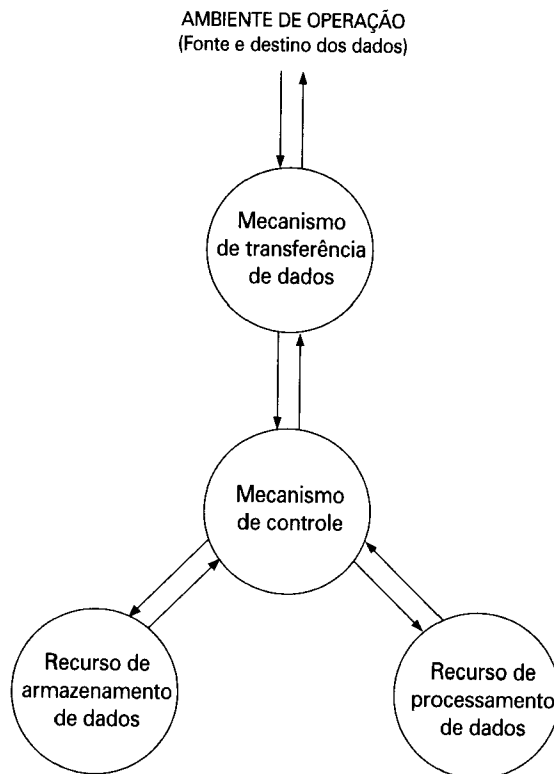 AMBIENTE DE OPERAÇÃO
(Fonte e destino dos dados)
Mecanismo
de transferência
de dados
Mecanismo
de controle
Recurso de
armazenamento
de dados
Recurso de
processamento
de dados